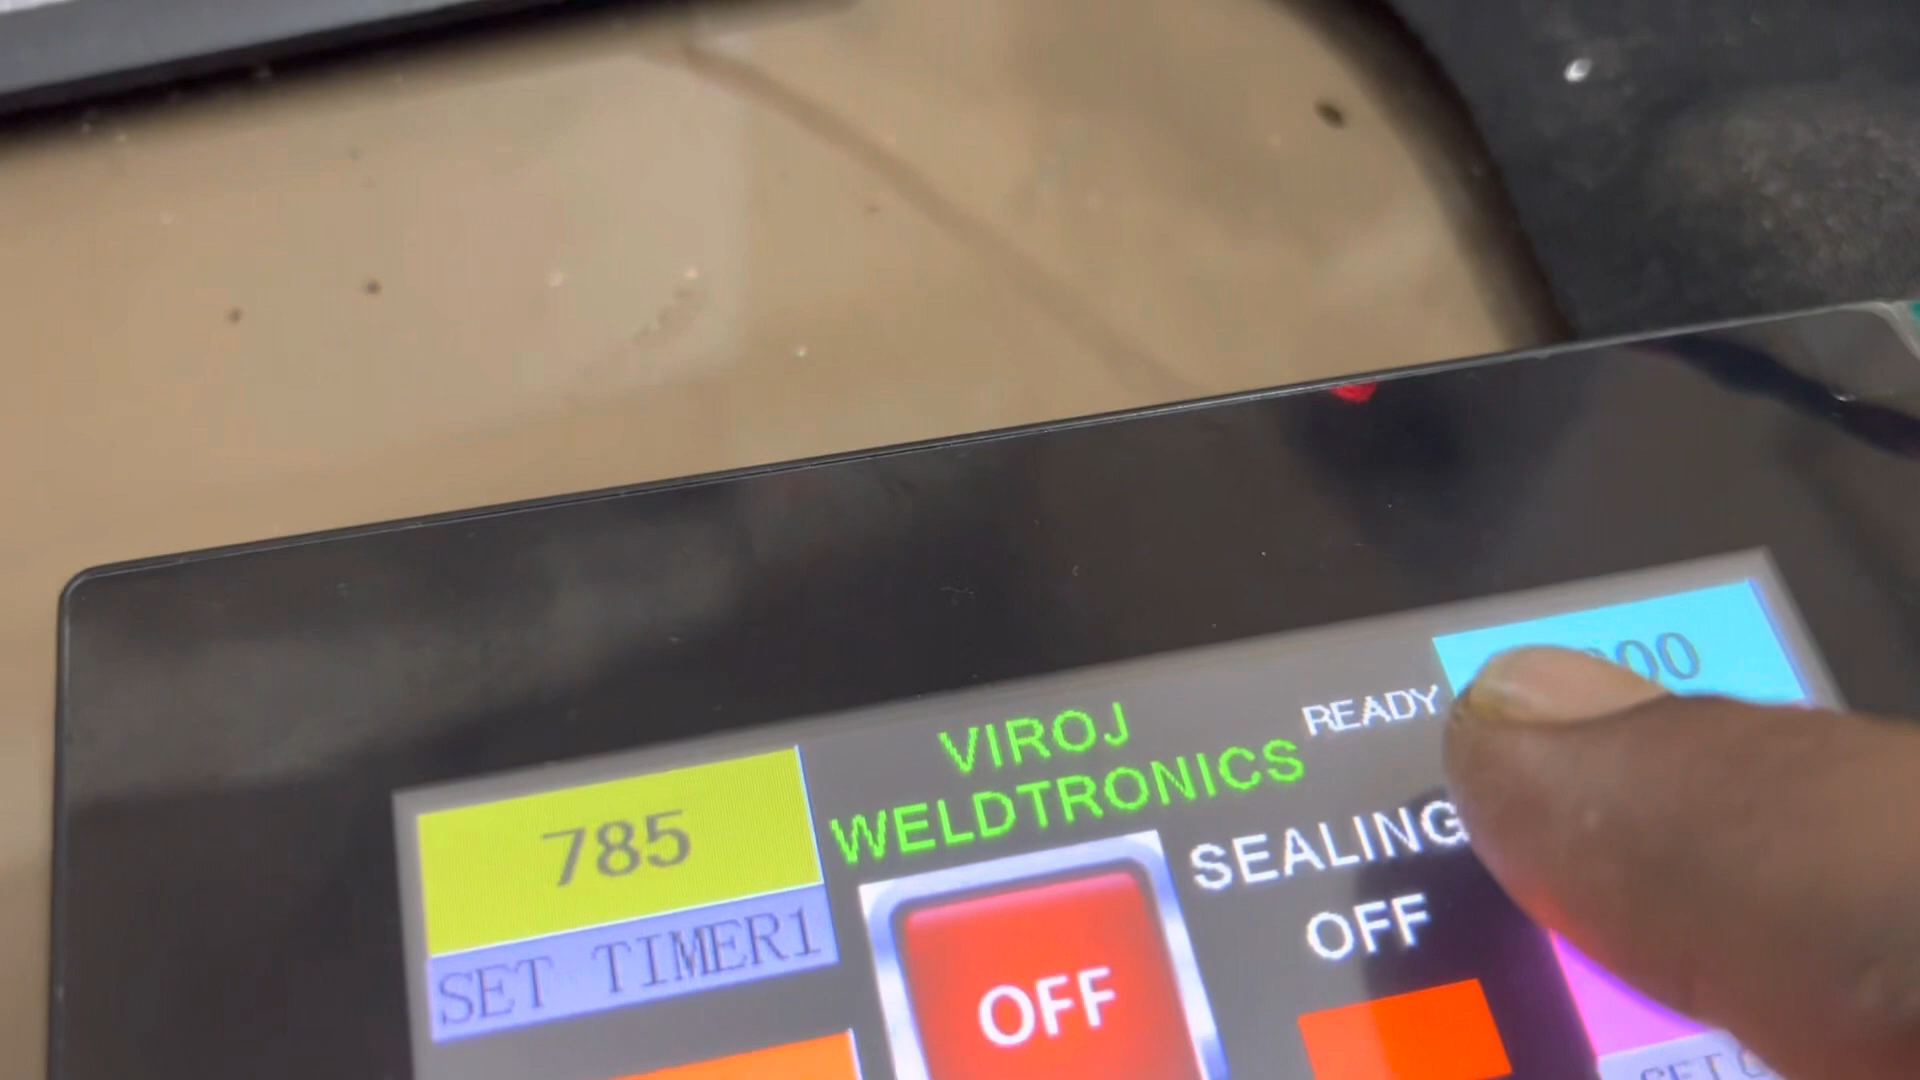 READY
VIROJ
WELDTRONICS
785
SET TIMER1
SEALING
OFF
OFF